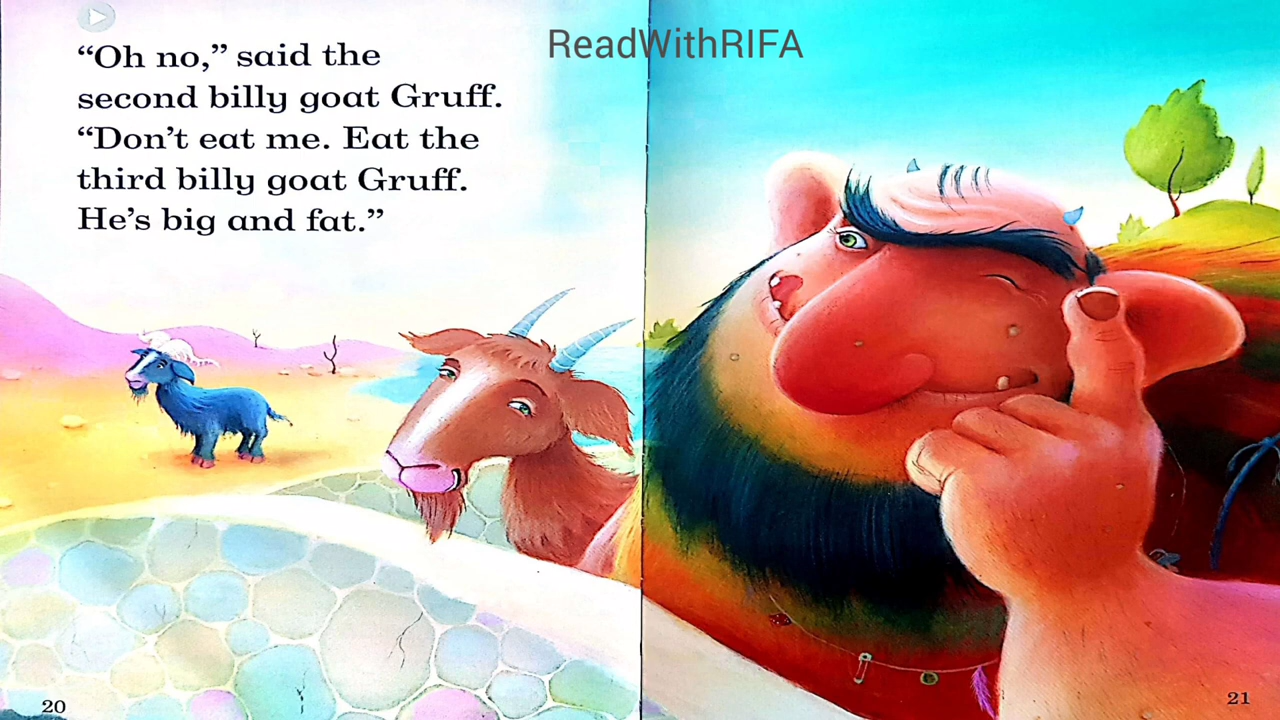 ReadWithRIFA
“Oh no,” said the
second billy goat Gruff.
“Don’t eat me. Eat the
third billy goat Gruff.
He’s big and fat.”
20
21